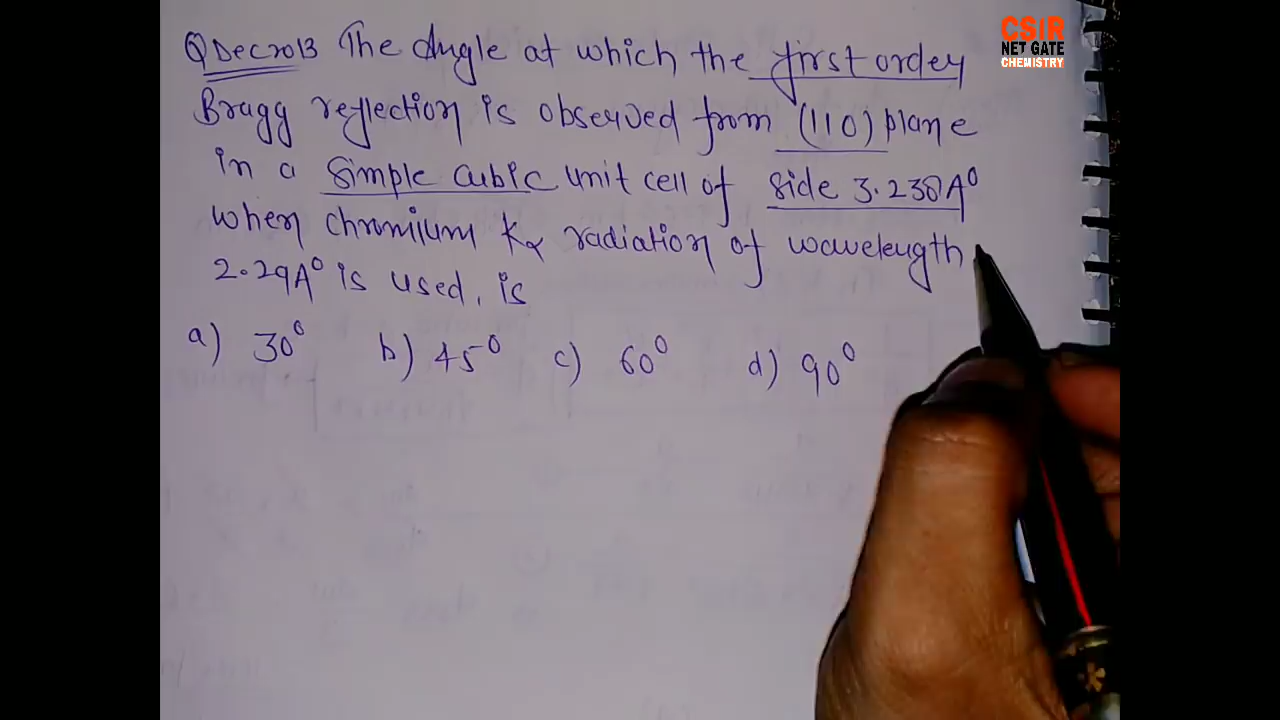 CSiR
NET GATE
CHEMISTRY
Q Dec2013 The Angle at which the first order
Bragg reflection is observed from (110) plane
in a simple cubic unit cell of side 3.238A°
when chromium Kα radiation of wavelength
2.29A° is used, is
a) 30° b) 45° c) 60° d) 90°